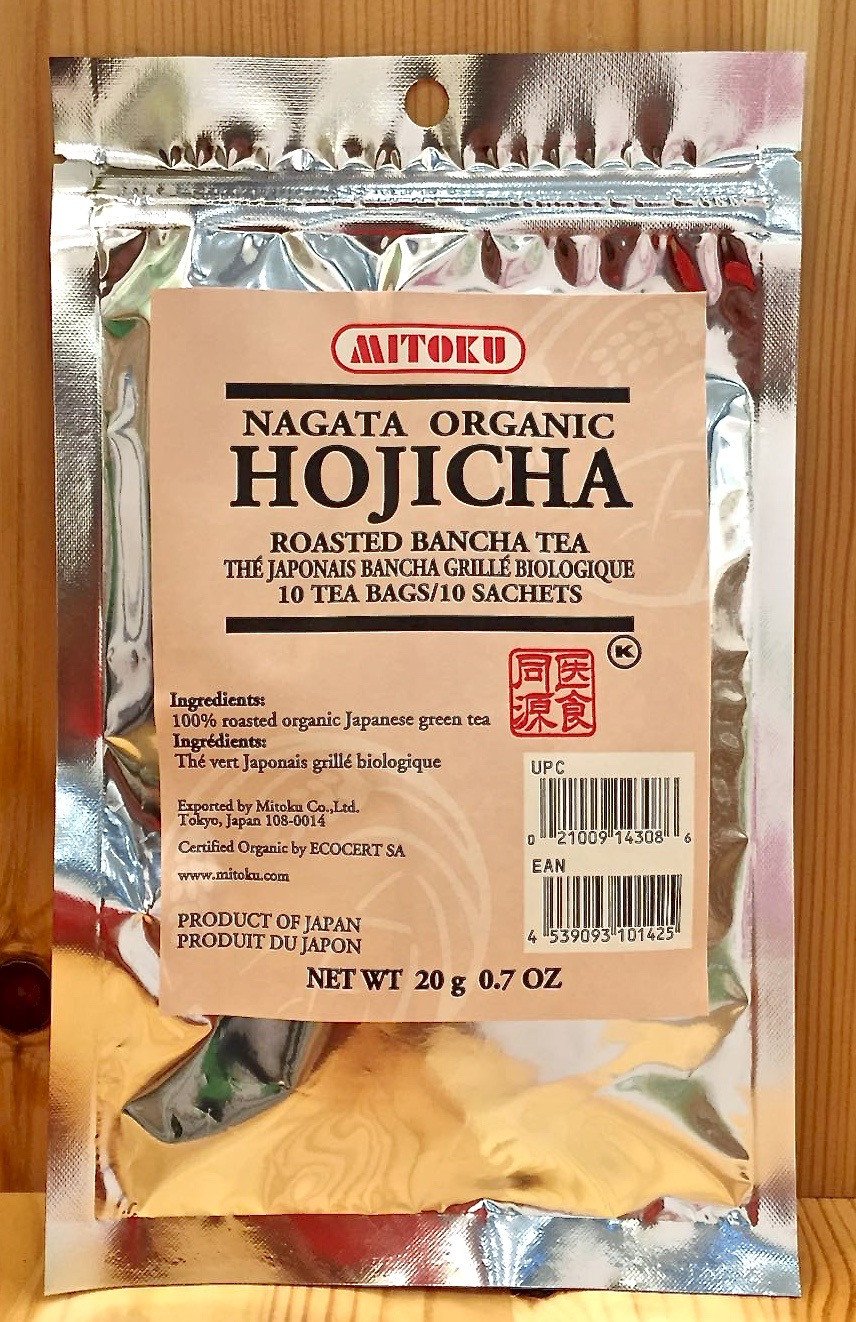 MITOKU
NAGATA ORGANIC
HOJICHA
ROASTED BANCHA TEA
THÉ JAPONAIS BANCHA GRILLÉ BIOLOGIQUE
10 TEA BAGS/10 SACHETS
K
医食
同源
Ingredients:
100% roasted organic Japanese green tea
Ingrédients:
Thé vert Japonais grillé biologique
Exported by Mitoku Co.,Ltd.
Tokyo, Japan 108-0014
Certified Organic by ECOCERT SA
www.mitoku.com
UPC
0 21009 14308 6
EAN
4 539093 101425
PRODUCT OF JAPAN
PRODUIT DU JAPON
NET WT 20 g 0.7 OZ